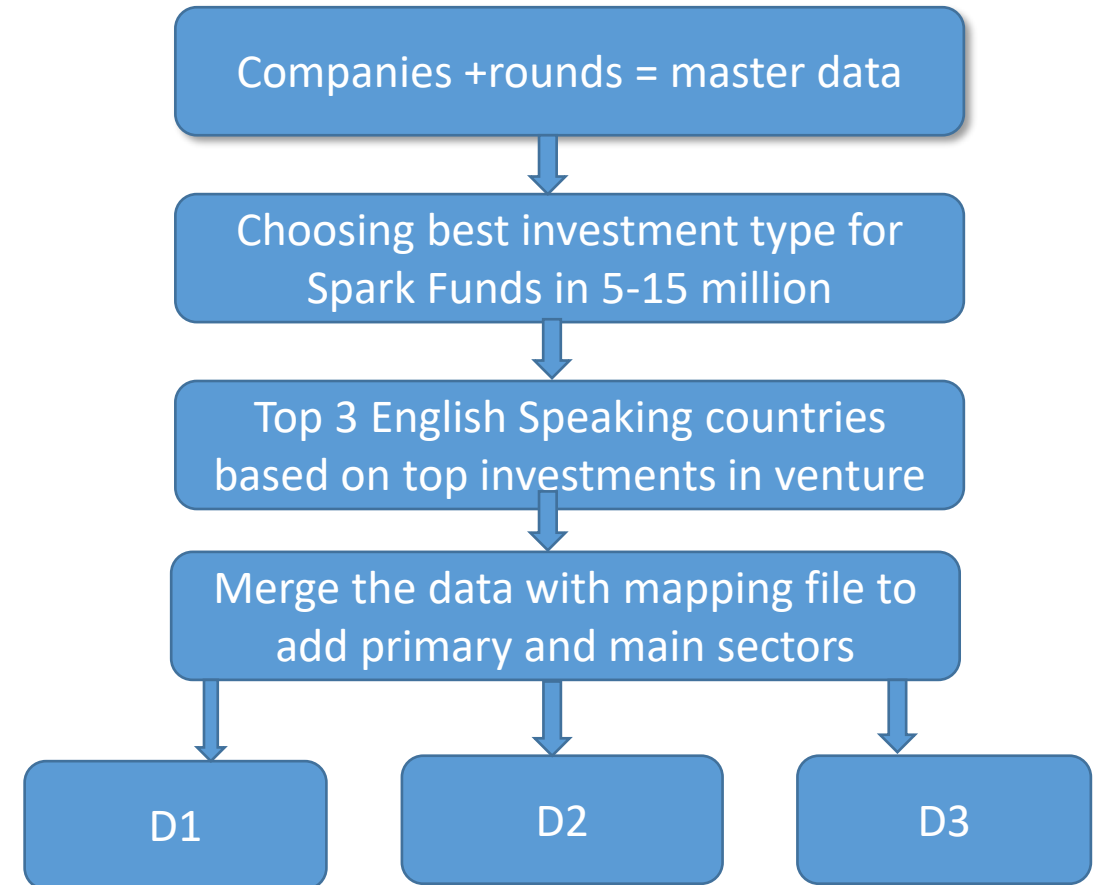 Companies +rounds = master data
Choosing best investment type for
Spark Funds in 5-15 million
Top 3 English Speaking countries
based on top investments in venture
Merge the data with mapping file to
add primary and main sectors
D1
D2
D3